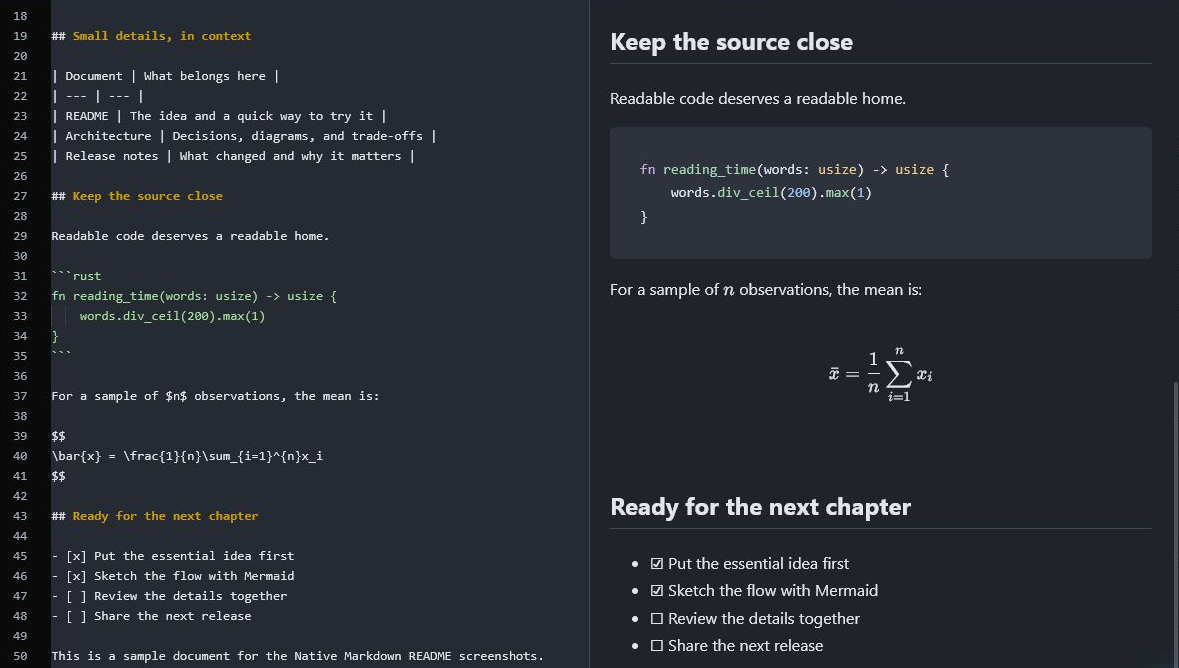 18
19 ## Small details, in context
20
21 | Document | What belongs here |
22 | --- | --- |
23 | README | The idea and a quick way to try it |
24 | Architecture | Decisions, diagrams, and trade-offs |
25 | Release notes | What changed and why it matters |
26
27 ## Keep the source close
28
29 Readable code deserves a readable home.
30
31 ```rust
32 fn reading_time(words: usize) -> usize {
33     words.div_ceil(200).max(1)
34 }
35 ```
36
37 For a sample of $n$ observations, the mean is:
38
39 $$
40 \bar{x} = \frac{1}{n}\sum_{i=1}^{n}x_i
41 $$
42
43 ## Ready for the next chapter
44
45 - [x] Put the essential idea first
46 - [x] Sketch the flow with Mermaid
47 - [ ] Review the details together
48 - [ ] Share the next release
49
50 This is a sample document for the Native Markdown README screenshots.
Keep the source close
Readable code deserves a readable home.
fn reading_time(words: usize) -> usize {
    words.div_ceil(200).max(1)
}
For a sample of n observations, the mean is:
x̄ = 1/n ∑_{i=1}^{n} x_i
Ready for the next chapter
• ☑ Put the essential idea first
• ☑ Sketch the flow with Mermaid
• ☐ Review the details together
• ☐ Share the next release